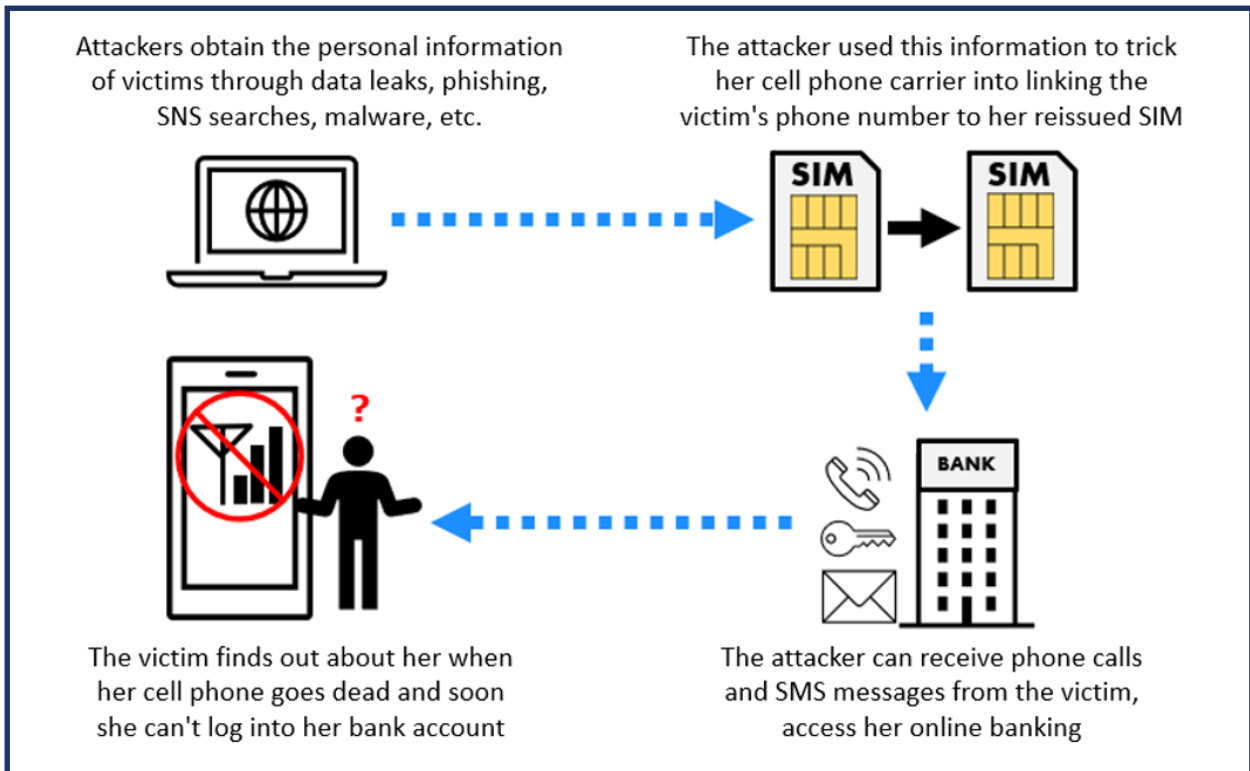 Attackers obtain the personal information
of victims through data leaks, phishing,
SNS searches, malware, etc.
The attacker used this information to trick
her cell phone carrier into linking the
victim's phone number to her reissued SIM
SIM
SIM
?
BANK
The victim finds out about her when
her cell phone goes dead and soon
she can't log into her bank account
The attacker can receive phone calls
and SMS messages from the victim,
access her online banking